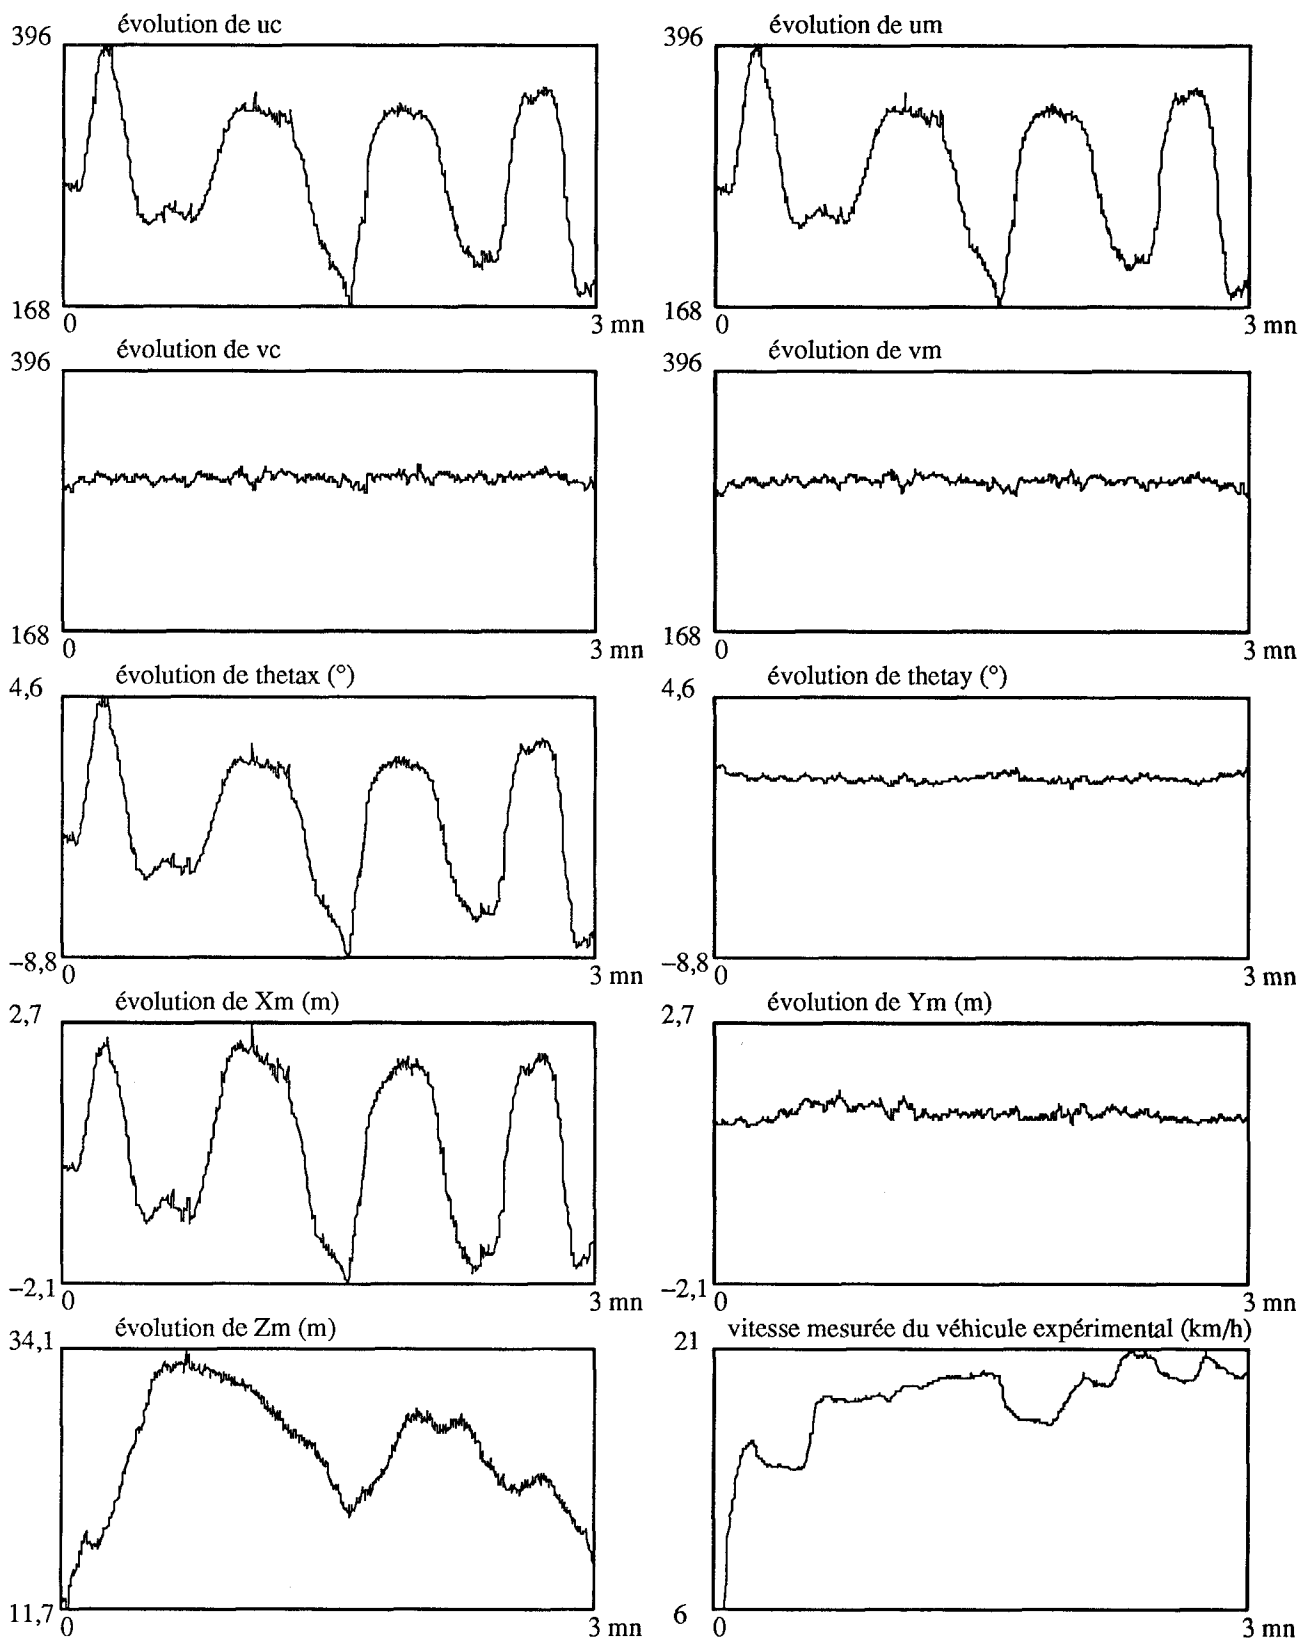 évolution de uc
396
168
0
3 mn
évolution de um
396
168
0
3 mn
évolution de vc
396
168
0
3 mn
évolution de vm
396
168
0
3 mn
évolution de thetax (°)
4,6
–8,8
0
3 mn
évolution de thetay (°)
4,6
–8,8
0
3 mn
évolution de Xm (m)
2,7
–2,1
0
3 mn
évolution de Ym (m)
2,7
–2,1
0
3 mn
évolution de Zm (m)
34,1
11,7
0
3 mn
vitesse mesurée du véhicule expérimental (km/h)
21
6
0
3 mn